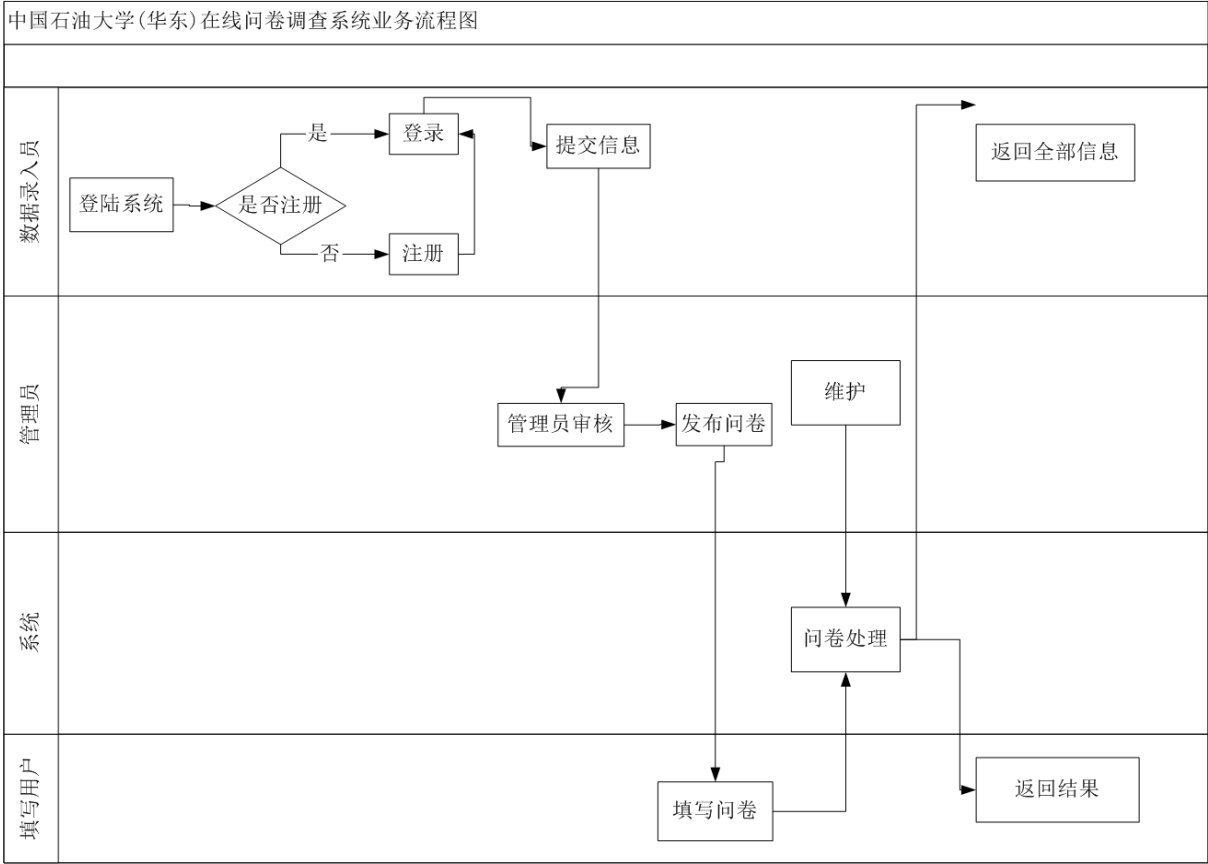 中国石油大学(华东)在线问卷调查系统业务流程图
数据录入员
登陆系统
是否注册
是
否
登录
注册
提交信息
返回全部信息
管理员
管理员审核
发布问卷
维护
系统
问卷处理
填写用户
填写问卷
返回结果